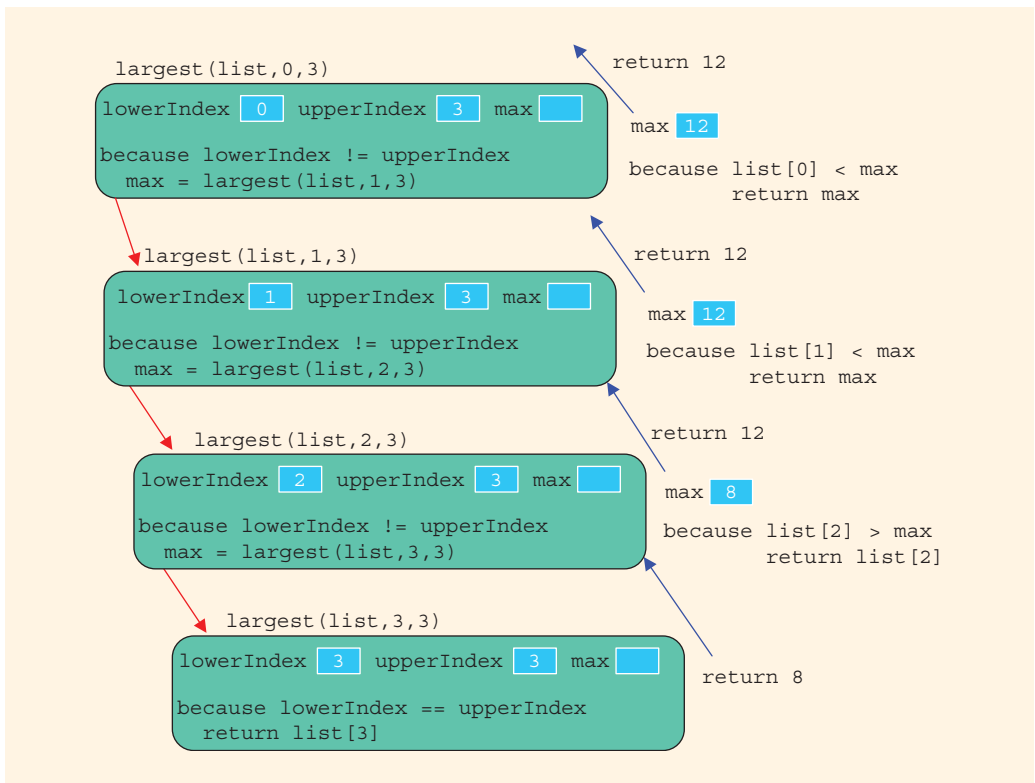 largest(list,0,3)
return 12
lowerIndex 0 upperIndex 3 max
max 12
because lowerIndex != upperIndex
max = largest(list,1,3)
because list[0] < max
return max
largest(list,1,3)
return 12
lowerIndex 1 upperIndex 3 max
max 12
because lowerIndex != upperIndex
max = largest(list,2,3)
because list[1] < max
return max
largest(list,2,3)
return 12
lowerIndex 2 upperIndex 3 max
max 8
because lowerIndex != upperIndex
max = largest(list,3,3)
because list[2] > max
return list[2]
largest(list,3,3)
lowerIndex 3 upperIndex 3 max
return 8
because lowerIndex == upperIndex
return list[3]